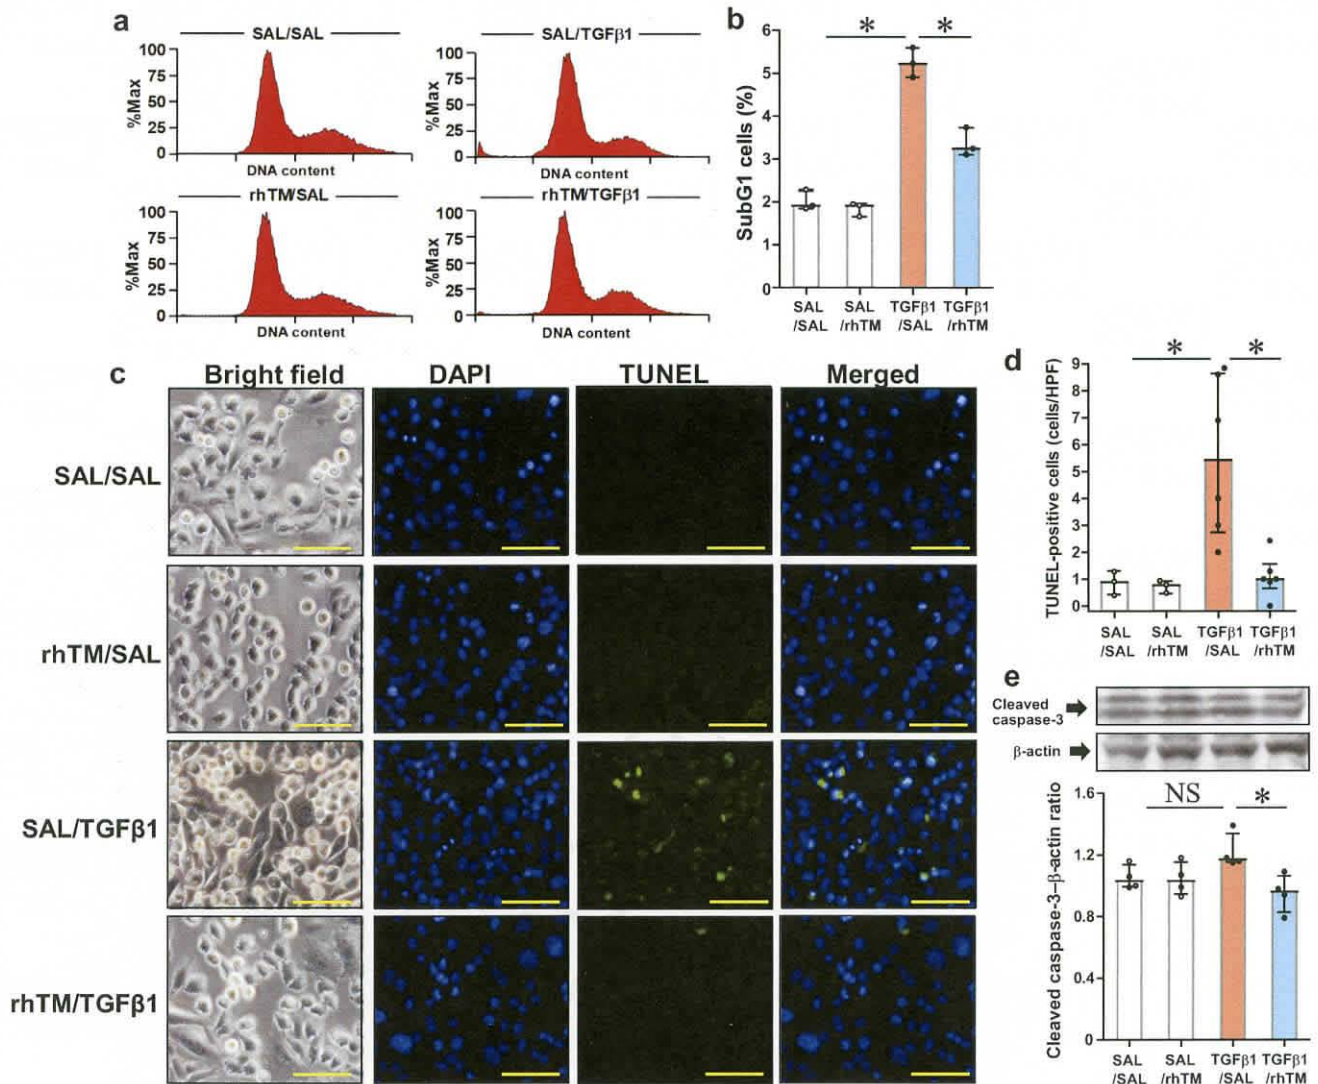 a
SAL/SAL
SAL/TGFβ1
100
75
50
25
0
%Max
DNA content
100
75
50
25
0
%Max
DNA content
rhTM/SAL
rhTM/TGFβ1
100
75
50
25
0
%Max
DNA content
100
75
50
25
0
%Max
DNA content
b
* *
6
5
4
3
2
1
0
SubG1 cells (%)
SAL SAL TGFβ1 TGFβ1
/SAL /rhTM /SAL /rhTM
c
Bright field DAPI TUNEL Merged
SAL/SAL
rhTM/SAL
SAL/TGFβ1
rhTM/TGFβ1
d
* *
9
8
7
6
5
4
3
2
1
0
TUNEL-positive cells (cells/HPF)
SAL SAL TGFβ1 TGFβ1
/SAL /rhTM /SAL /rhTM
e
Cleaved
caspase-3
β-actin
NS *
1.6
1.2
0.8
0.4
0
Cleaved caspase-3–β-actin ratio
SAL SAL TGFβ1 TGFβ1
/SAL /rhTM /SAL /rhTM